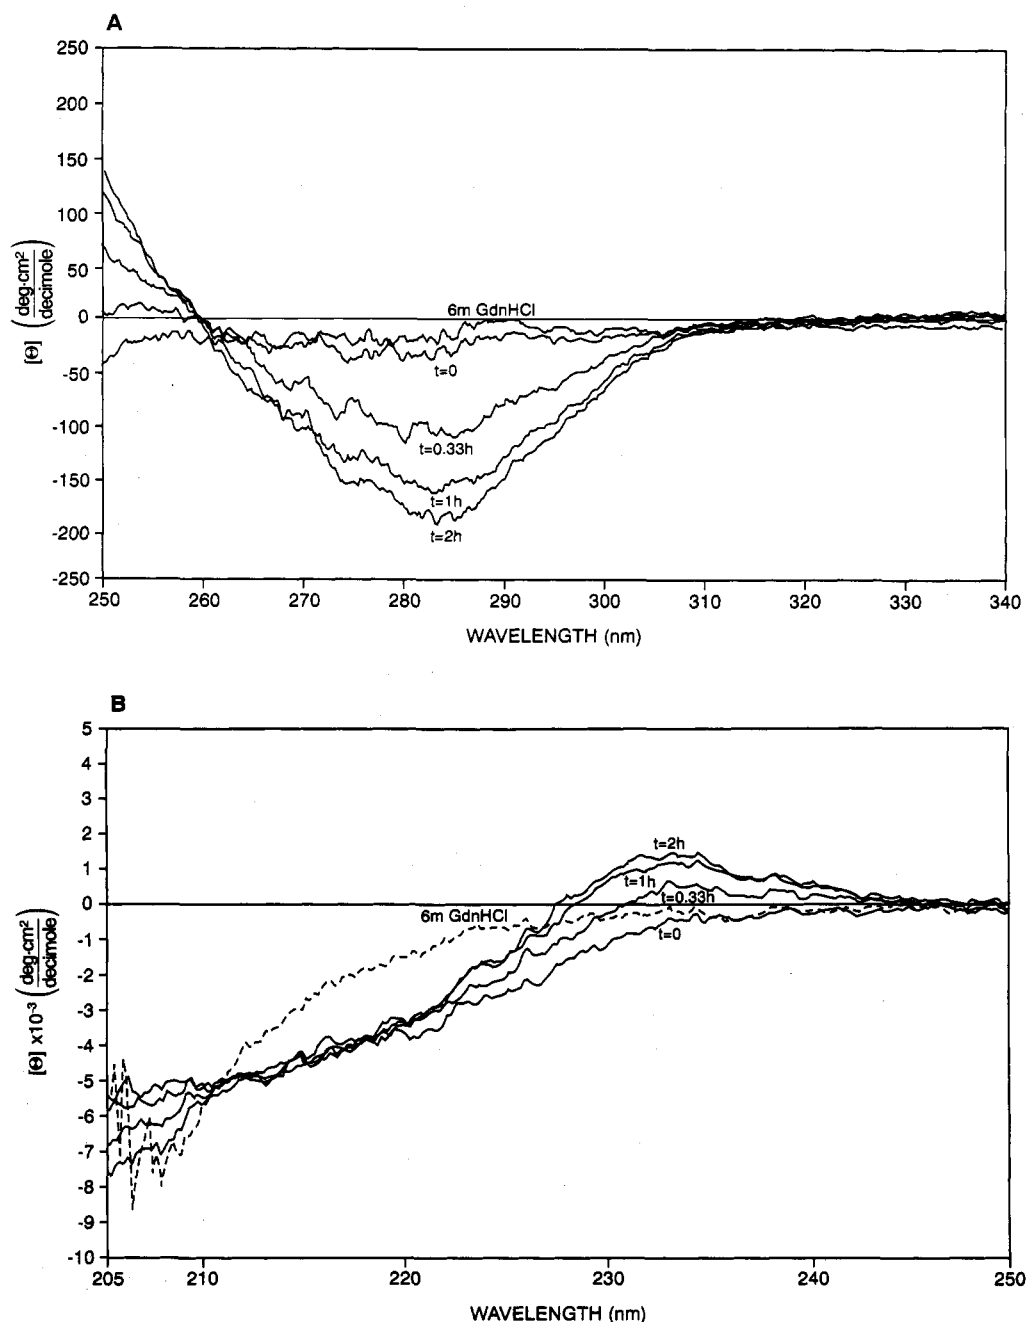 A
250
200
150
100
50
0
-50
-100
-150
-200
-250
[Θ] (deg·cm² / decimole)
6m GdnHCl
t=0
t=0.33h
t=1h
t=2h
250 260 270 280 290 300 310 320 330 340
WAVELENGTH (nm)
B
5
4
3
2
1
0
-1
-2
-3
-4
-5
-6
-7
-8
-9
-10
[Θ] x10⁻³ (deg·cm² / decimole)
t=2h
t=1h
t=0.33h
6m GdnHCl
t=0
205 210 220 230 240 250
WAVELENGTH (nm)